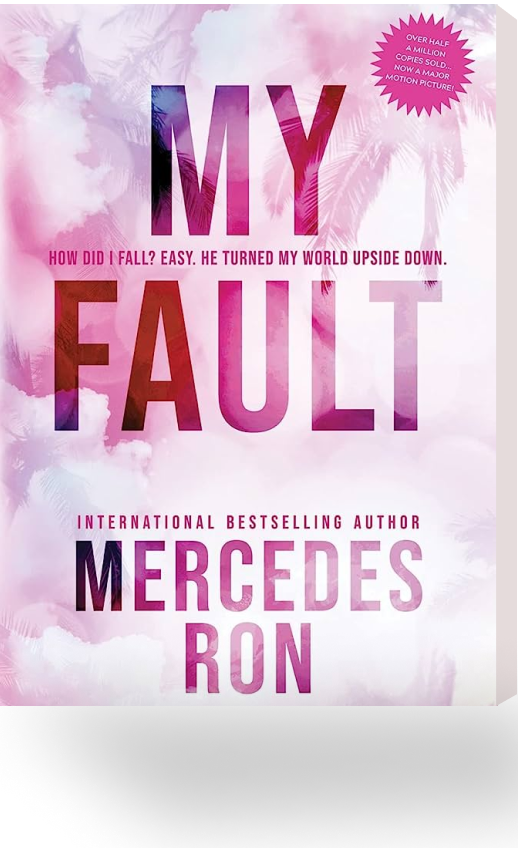 OVER HALF
A MILLION
COPIES SOLD...
NOW A MAJOR
MOTION PICTURE!
MY
HOW DID I FALL? EASY. HE TURNED MY WORLD UPSIDE DOWN.
FAULT
INTERNATIONAL BESTSELLING AUTHOR
MERCEDES
RON